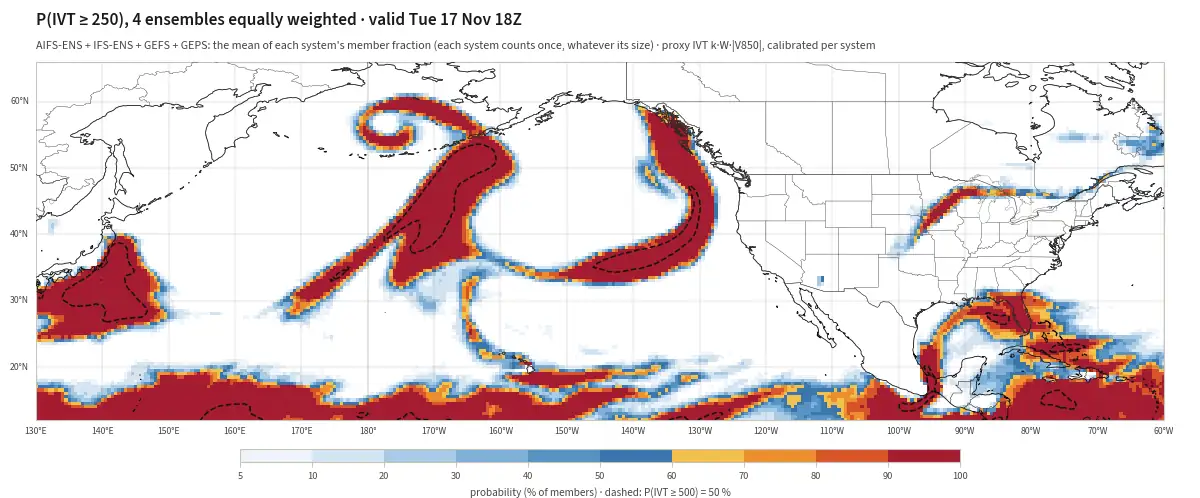 P(IVT ≥ 250), 4 ensembles equally weighted · valid Tue 17 Nov 18Z
AIFS-ENS + IFS-ENS + GEFS + GEPS: the mean of each system's member fraction (each system counts once, whatever its size) · proxy IVT k·W·|V850|, calibrated per system
60°N
50°N
40°N
30°N
20°N
130°E 140°E 150°E 160°E 170°E 180°W 170°W 160°W 150°W 140°W 130°W 120°W 110°W 100°W 90°W 80°W 70°W 60°W
5 10 20 30 40 50 60 70 80 90 100
probability (% of members) · dashed: P(IVT ≥ 500) = 50 %